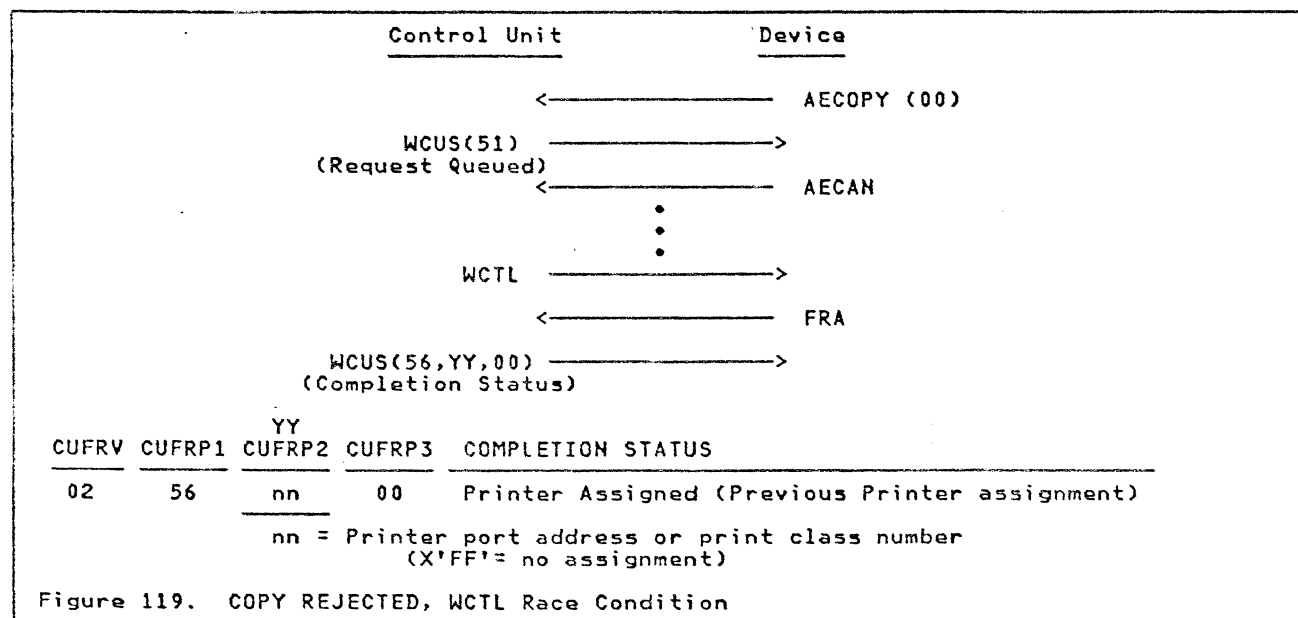 Control Unit Device
AECOPY (00)
WCUS(51)
(Request Queued)
AECAN
WCTL
FRA
WCUS(56,YY,00)
(Completion Status)
YY
CUFRV CUFRP1 CUFRP2 CUFRP3 COMPLETION STATUS
02 56 nn 00 Printer Assigned (Previous Printer assignment)
nn = Printer port address or print class number
(X'FF'= no assignment)
Figure 119. COPY REJECTED, WCTL Race Condition